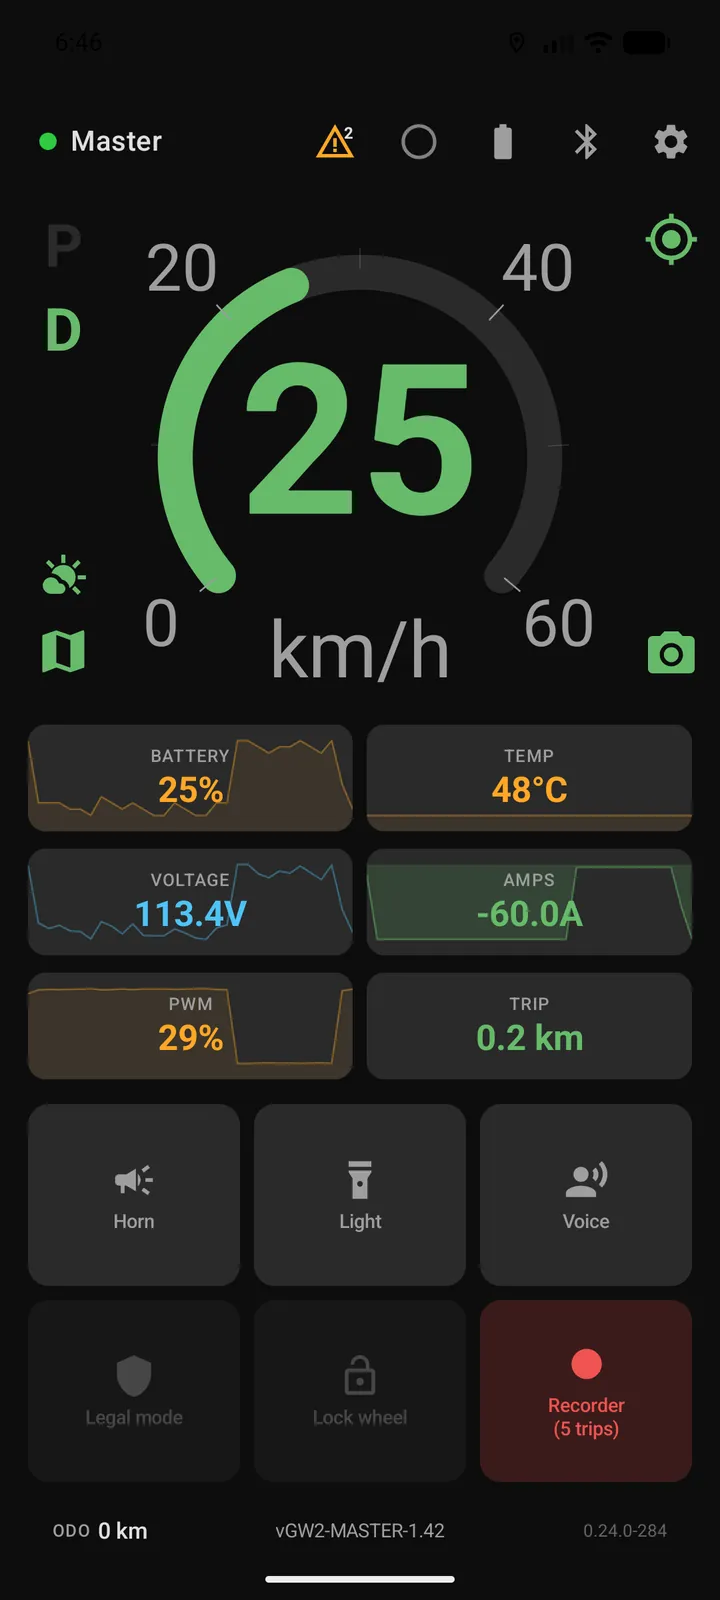 6:46
Master
2
P
20
40
D
25
0
km/h
60
BATTERY
25%
TEMP
48°C
VOLTAGE
113.4V
AMPS
-60.0A
PWM
29%
TRIP
0.2 km
Horn
Light
Voice
Legal mode
Lock wheel
Recorder
(5 trips)
ODO 0 km
vGW2-MASTER-1.42
0.24.0-284